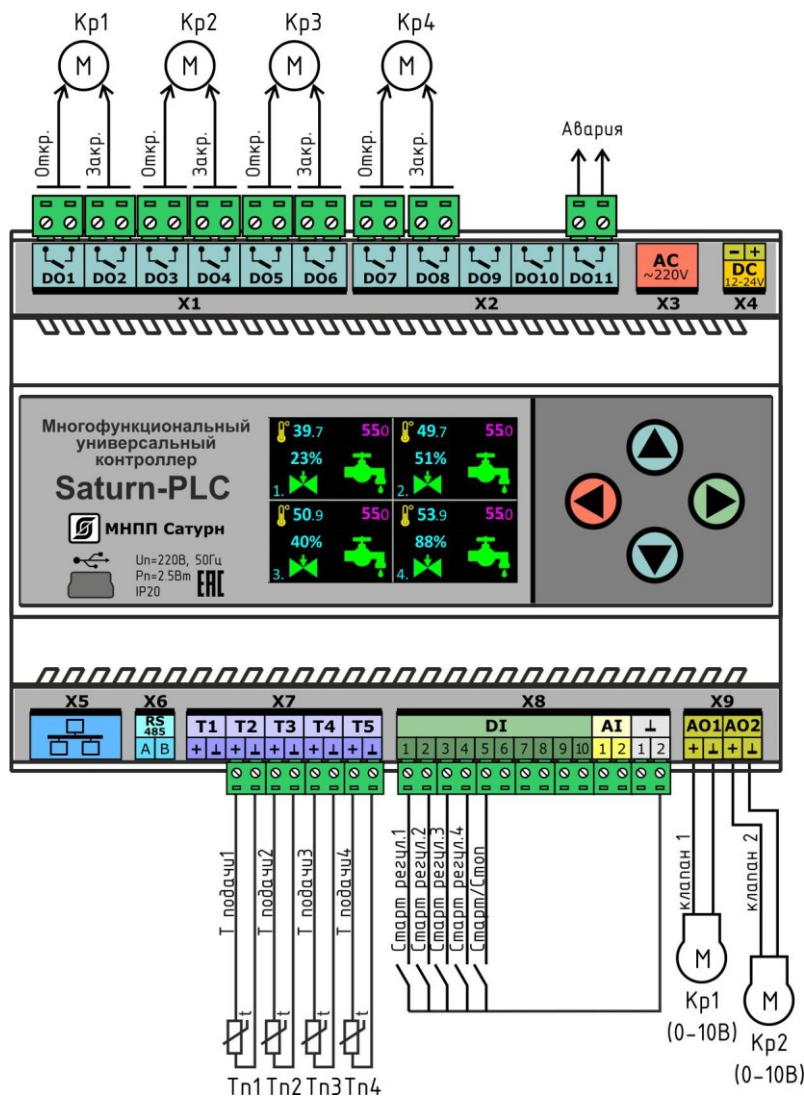 Кр1 Кр2 Кр3 Кр4
Откр. Закр. Откр. Закр. Откр. Закр. Откр. Закр. Авария
DO1 DO2 DO3 DO4 DO5 DO6 DO7 DO8 DO9 DO10 DO11 AC ~220V - + DC 12-24V
X1 X2 X3 X4
Многофункциональный
универсальный
контроллер
Saturn-PLC
МНПП Сатурн
Uп=220В, 50Гц
Pп=2.5Вт
IP20
EAC
39.7 55.0 49.7 55.0
23% 51%
1. 2.
50.9 55.0 53.9 55.0
40% 88%
3. 4.
X5 X6 X7 X8 X9
RS 485 T1 T2 T3 T4 T5 DI AI ⊥ AO1 AO2
A B + ⊥ + ⊥ + ⊥ + ⊥ + ⊥ 1 2 3 4 5 6 7 8 9 10 1 2 1 2 + ⊥ + ⊥
Т подачи1 Т подачи2 Т подачи3 Т подачи4
Старт регул.1 Старт регул.2 Старт регул.3 Старт регул.4 Старт/Стоп
клапан 1 клапан 2
M M M M
t t t t
Тп1 Тп2 Тп3 Тп4
M
Кр1
(0-10В)
M
Кр2
(0-10В)